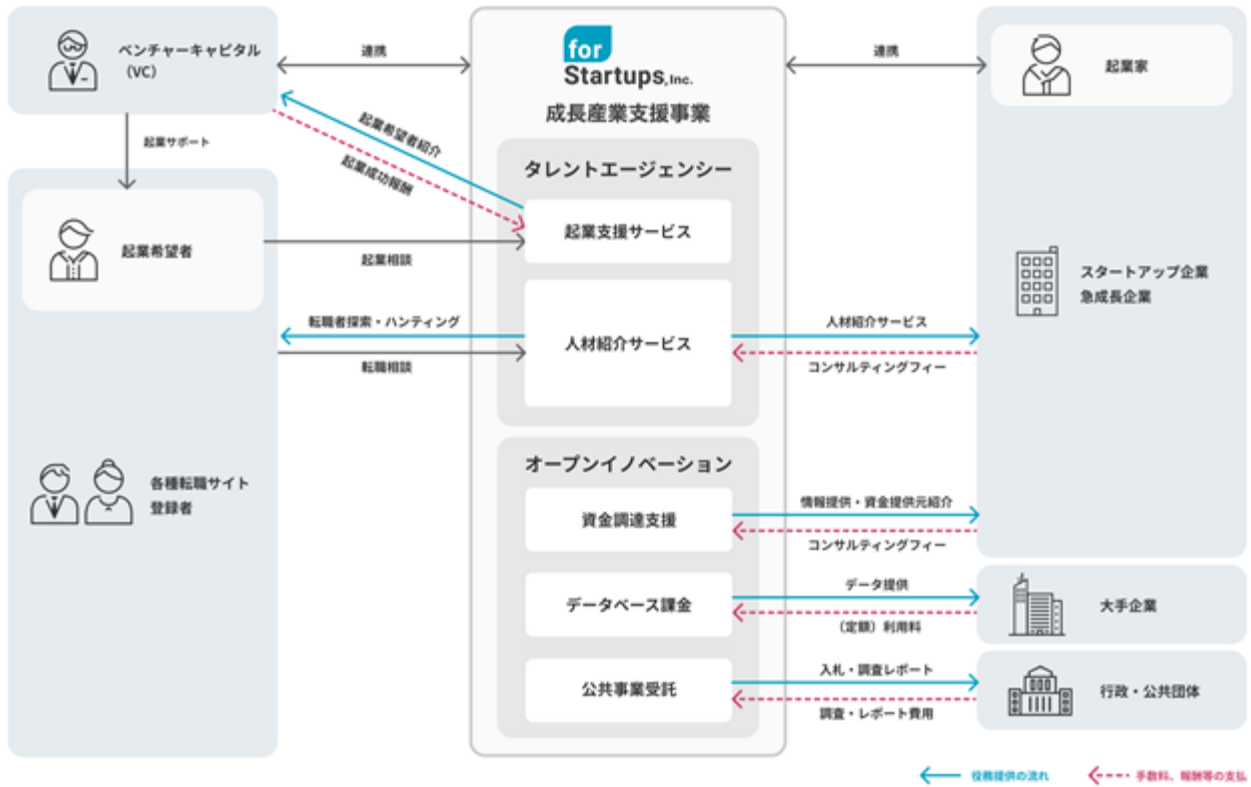 ベンチャーキャピタル
（VC）
連携
for
Startups, Inc.
成長産業支援事業
連携
起業家
起業サポート
起業希望者紹介
起業成功報酬
タレントエージェンシー
起業支援サービス
起業希望者
起業相談
転職者探索・ハンティング
転職相談
人材紹介サービス
人材紹介サービス
コンサルティングフィー
スタートアップ企業
急成長企業
各種転職サイト
登録者
オープンイノベーション
資金調達支援
情報提供・資金提供元紹介
コンサルティングフィー
データベース課金
データ提供
（定額）利用料
大手企業
公共事業受託
入札・調査レポート
調査・レポート費用
行政・公共団体
役務提供の流れ
手数料、報酬等の支払